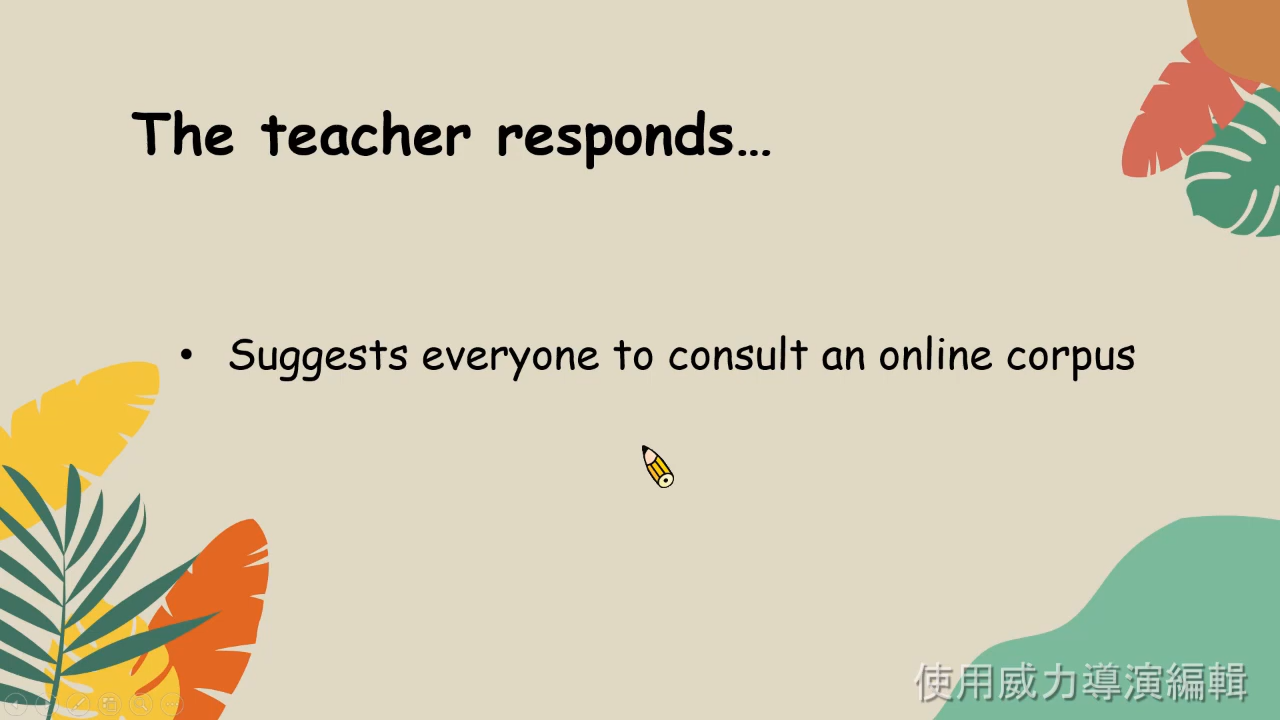 The teacher responds…
• Suggests everyone to consult an online corpus
使用威力導演編輯